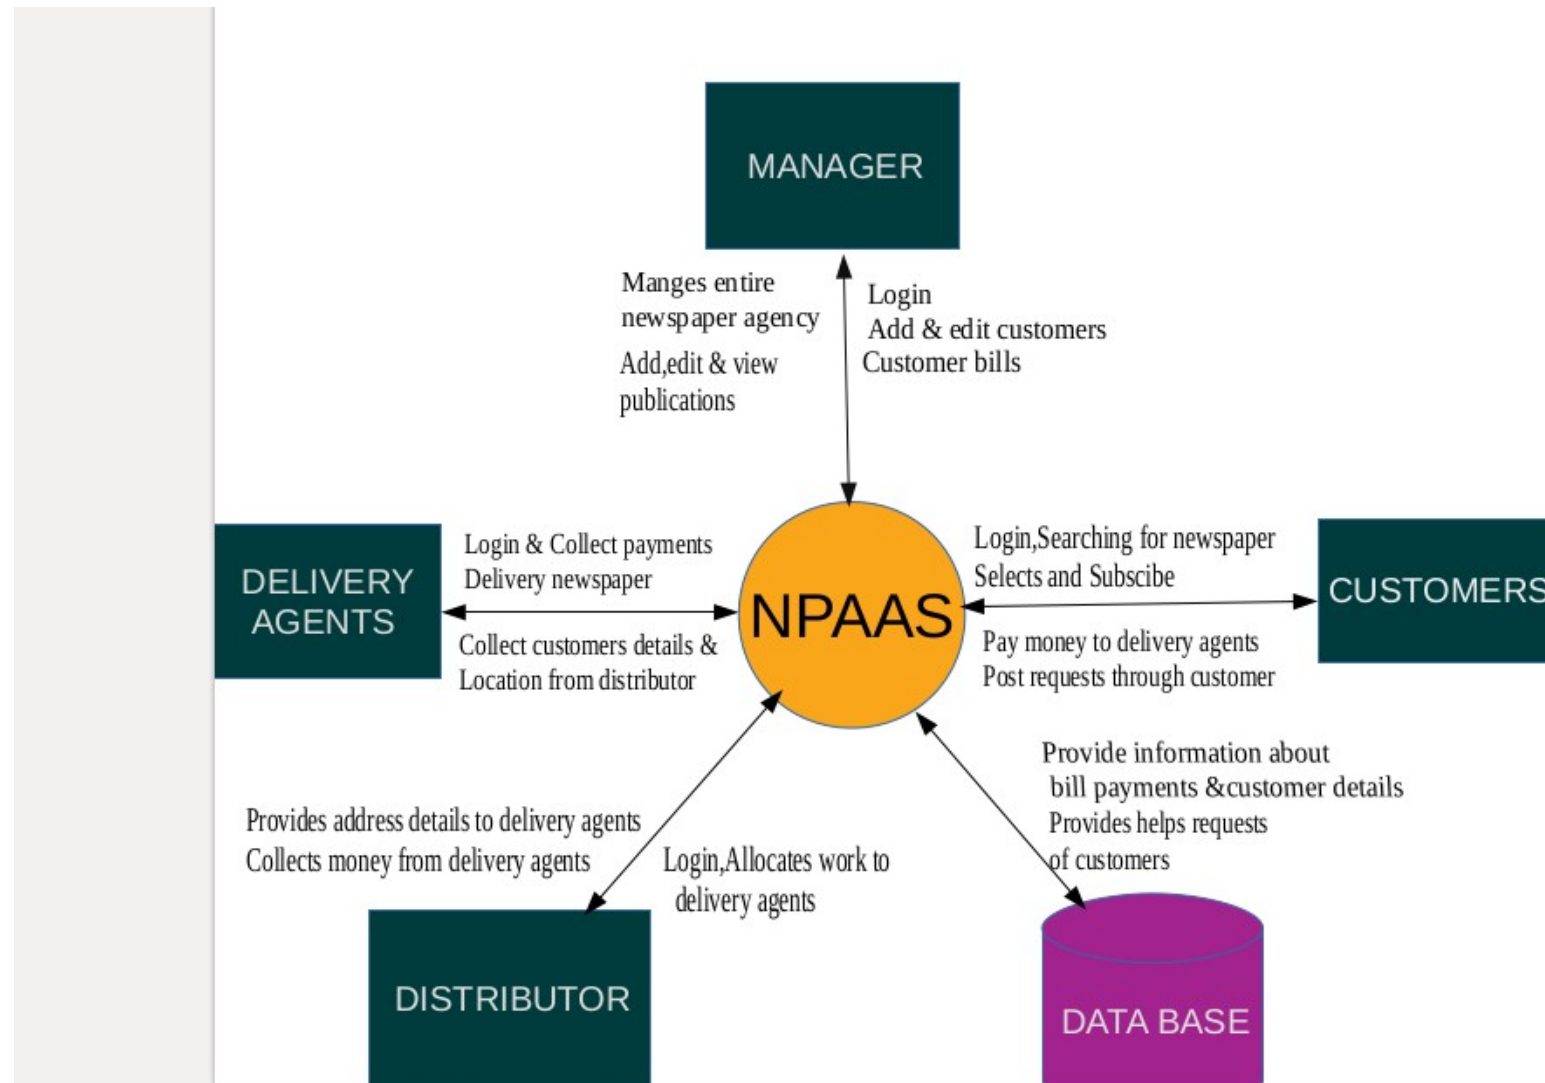 MANAGER
Manges entire
newspaper agency
Add,edit & view
publications
Login
Add & edit customers
Customer bills
DELIVERY
AGENTS
Login & Collect payments
Delivery newspaper
Collect customers details &
Location from distributor
NPAAS
Login,Searching for newspaper
Selects and Subscibe
Pay money to delivery agents
Post requests through customer
CUSTOMERS
Provides address details to delivery agents
Collects money from delivery agents
Login,Allocates work to
delivery agents
Provide information about
bill payments &customer details
Provides helps requests
of customers
DISTRIBUTOR
DATA BASE